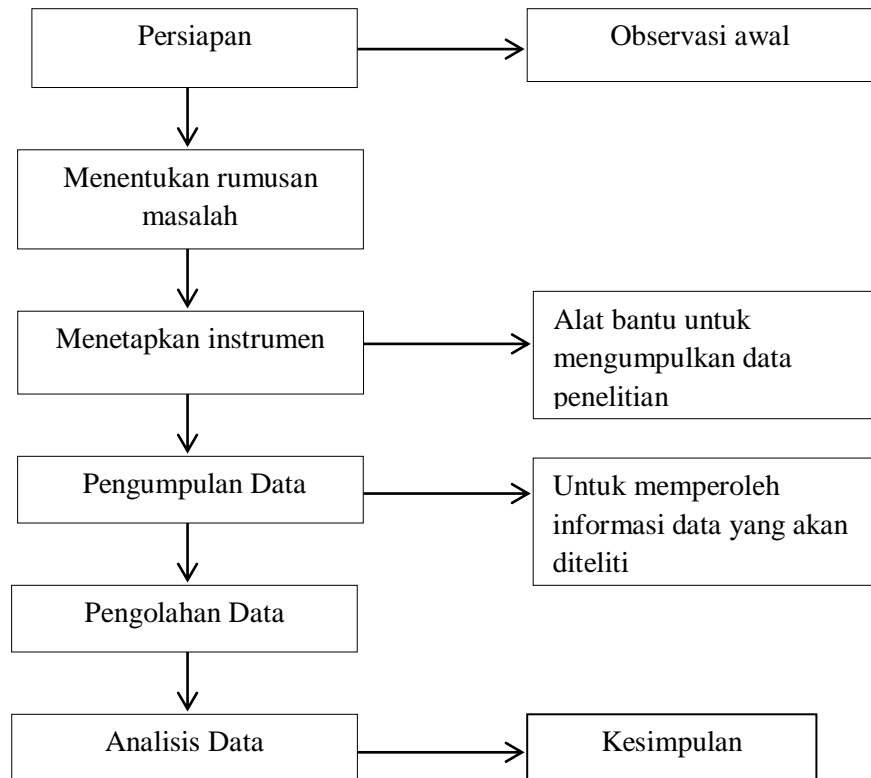 Persiapan
Observasi awal
Menentukan rumusan
masalah
Menetapkan instrumen
Alat bantu untuk
mengumpulkan data
penelitian
Pengumpulan Data
Untuk memperoleh
informasi data yang akan
diteliti
Pengolahan Data
Analisis Data
Kesimpulan